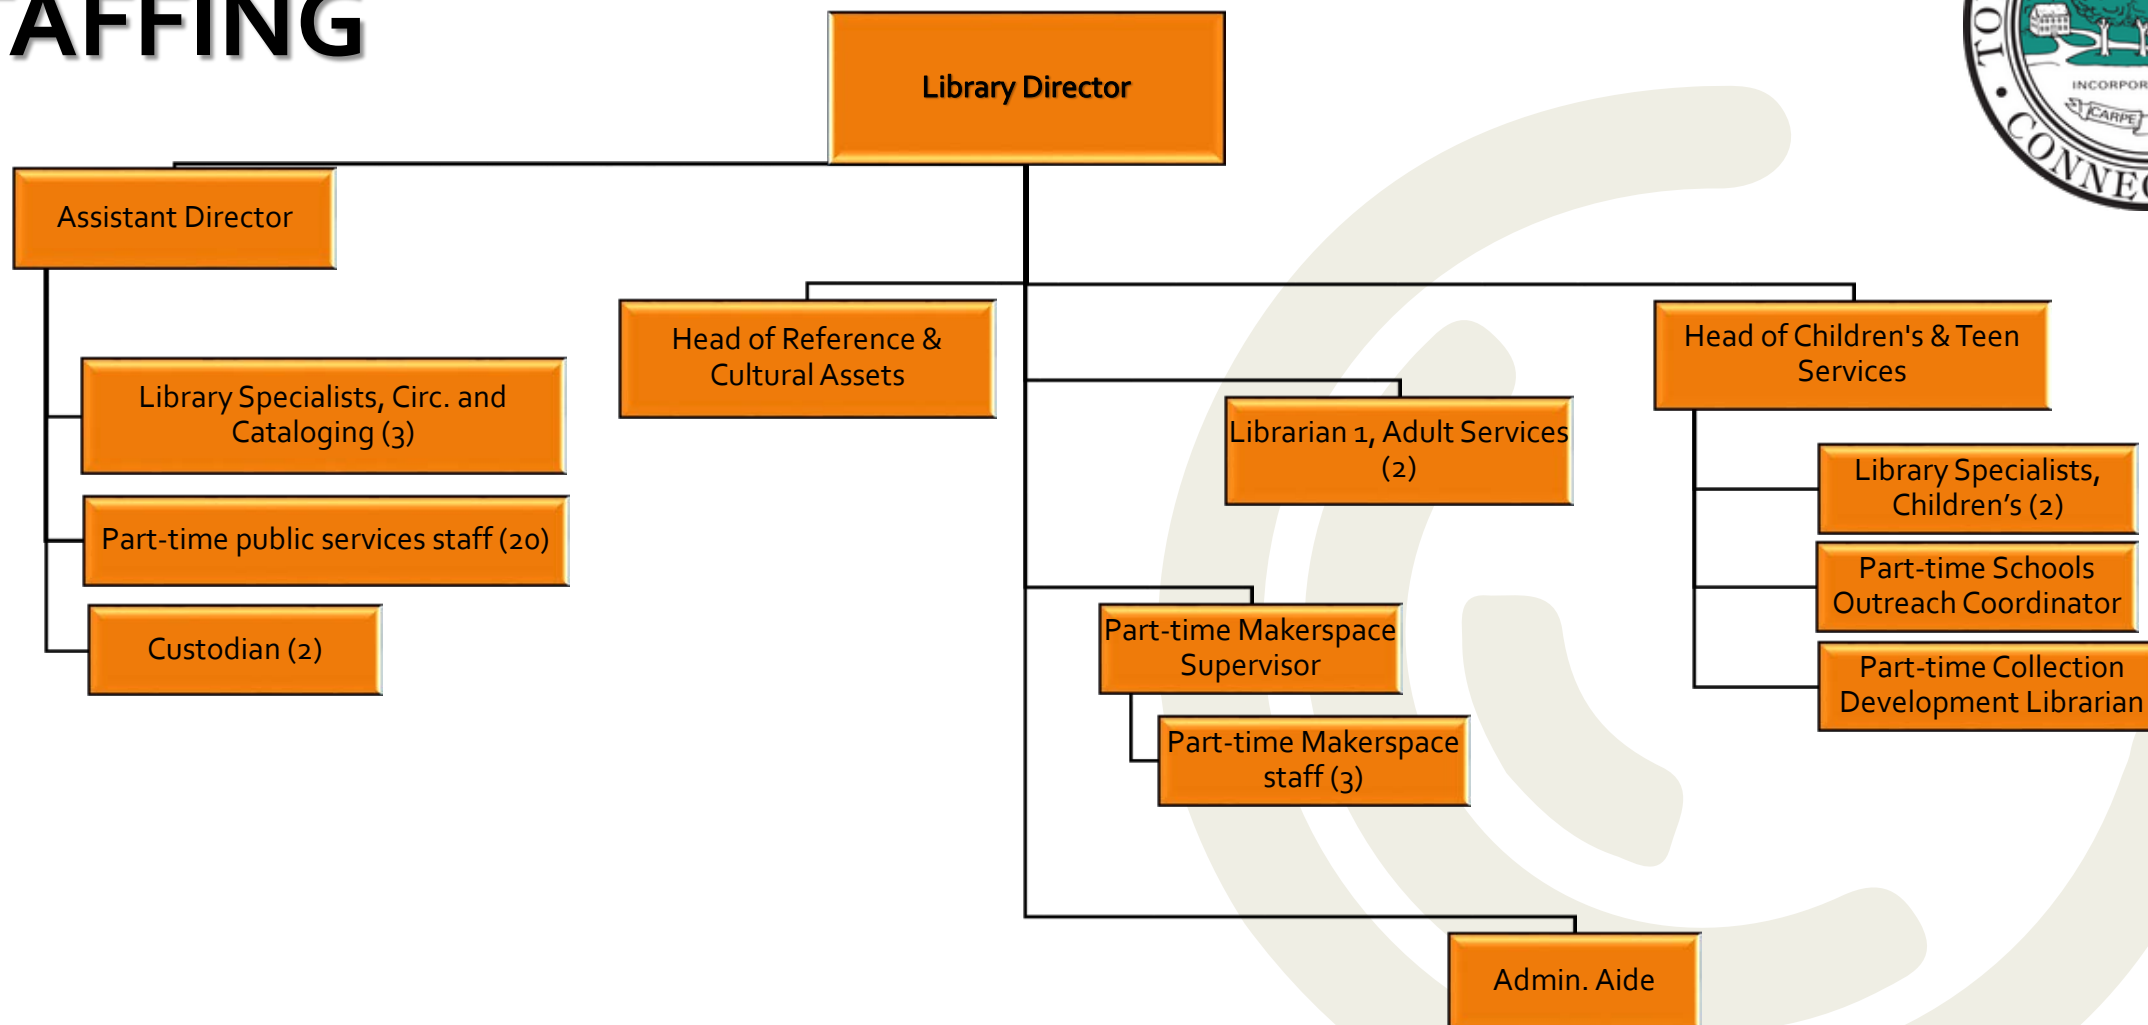 AFFING
Library Director
Assistant Director
Head of Reference &
Cultural Assets
Head of Children's & Teen
Services
Library Specialists, Circ. and
Cataloging (3)
Librarian 1, Adult Services
(2)
Library Specialists,
Children’s (2)
Part-time public services staff (20)
Part-time Schools
Outreach Coordinator
Custodian (2)
Part-time Makerspace
Supervisor
Part-time Collection
Development Librarian
Part-time Makerspace
staff (3)
Admin. Aide
TO
INCORPOR
CARPE
• CONNEC